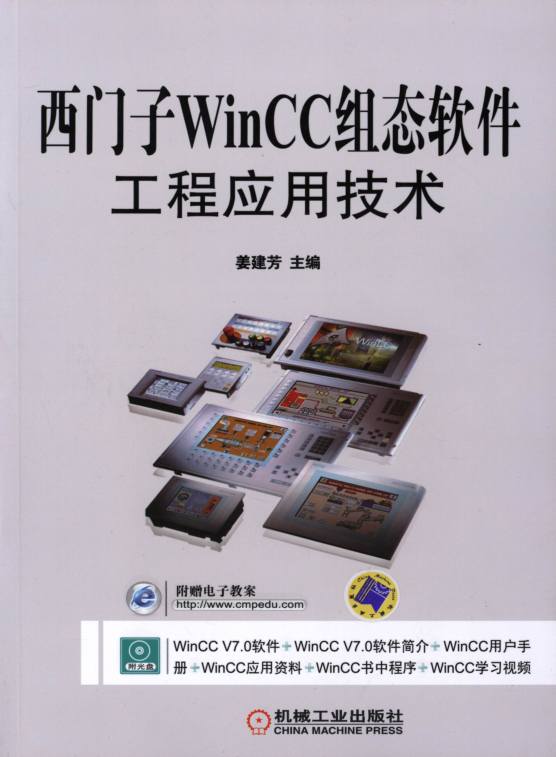 西门子WinCC组态软件
工程应用技术
姜建芳 主编
附赠电子教案
http://www.cmpedu.com
附光盘
WinCC V7.0软件+WinCC V7.0软件简介+WinCC用户手
册+WinCC应用资料+WinCC书中程序+WinCC学习视频
机械工业出版社
CHINA MACHINE PRESS